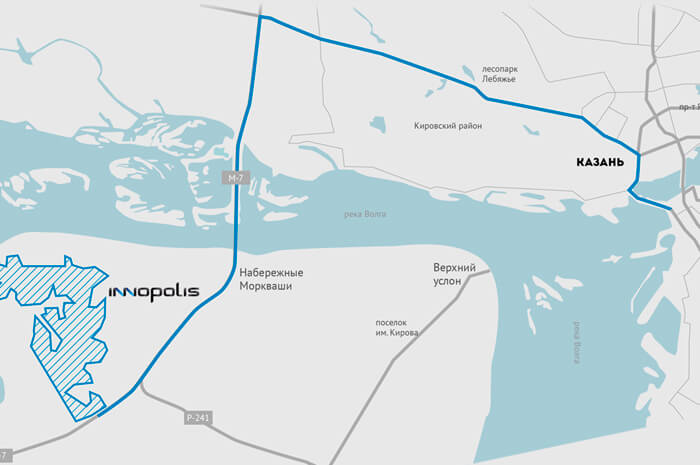 лесопарк
Лебяжье
пр-т
Кировский район
КАЗАНЬ
М-7
река Волга
Набережные
Моркваши
Верхний
услон
innopolis
поселок
им. Кирова
река Волга
Р-241
-7